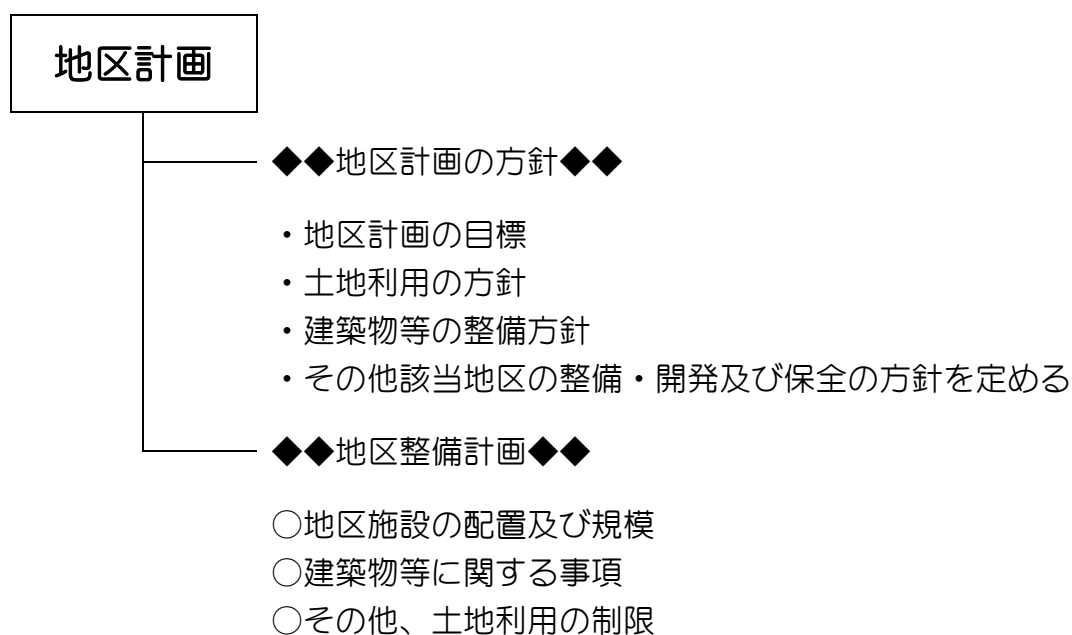 地区計画
◆◆地区計画の方針◆◆
・地区計画の目標
・土地利用の方針
・建築物等の整備方針
・その他該当地区の整備・開発及び保全の方針を定める
◆◆地区整備計画◆◆
○地区施設の配置及び規模
○建築物等に関する事項
○その他、土地利用の制限